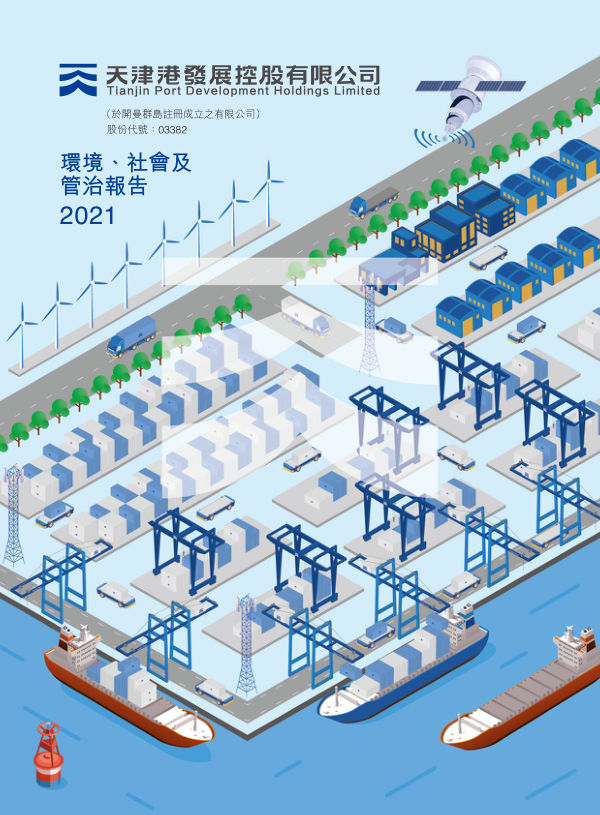 天津港發展控股有限公司
Tianjin Port Development Holdings Limited
（於開曼群島註冊成立之有限公司）
股份代號：03382
環境、社會及
管治報告
2021